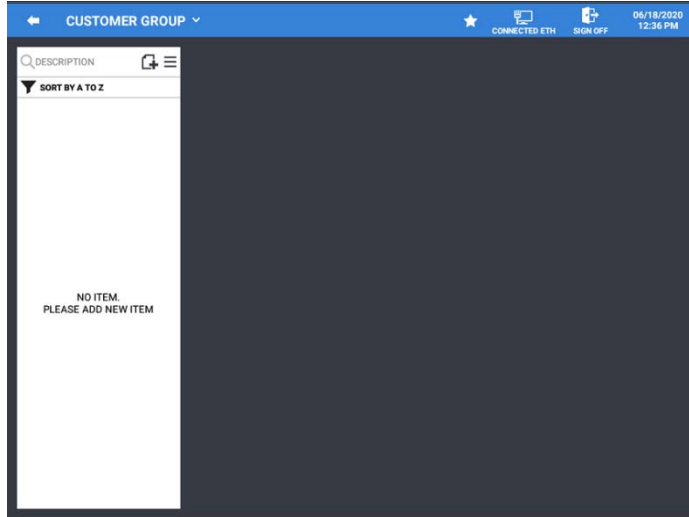 CUSTOMER GROUP
CONNECTED ETH
SIGN OFF
06/18/2020
12:36 PM
DESCRIPTION
SORT BY A TO Z
NO ITEM.
PLEASE ADD NEW ITEM